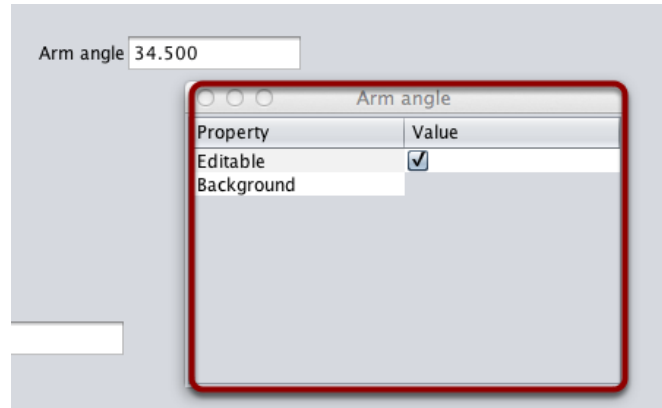 Arm angle 34.500
Arm angle
Property Value
Editable
Background